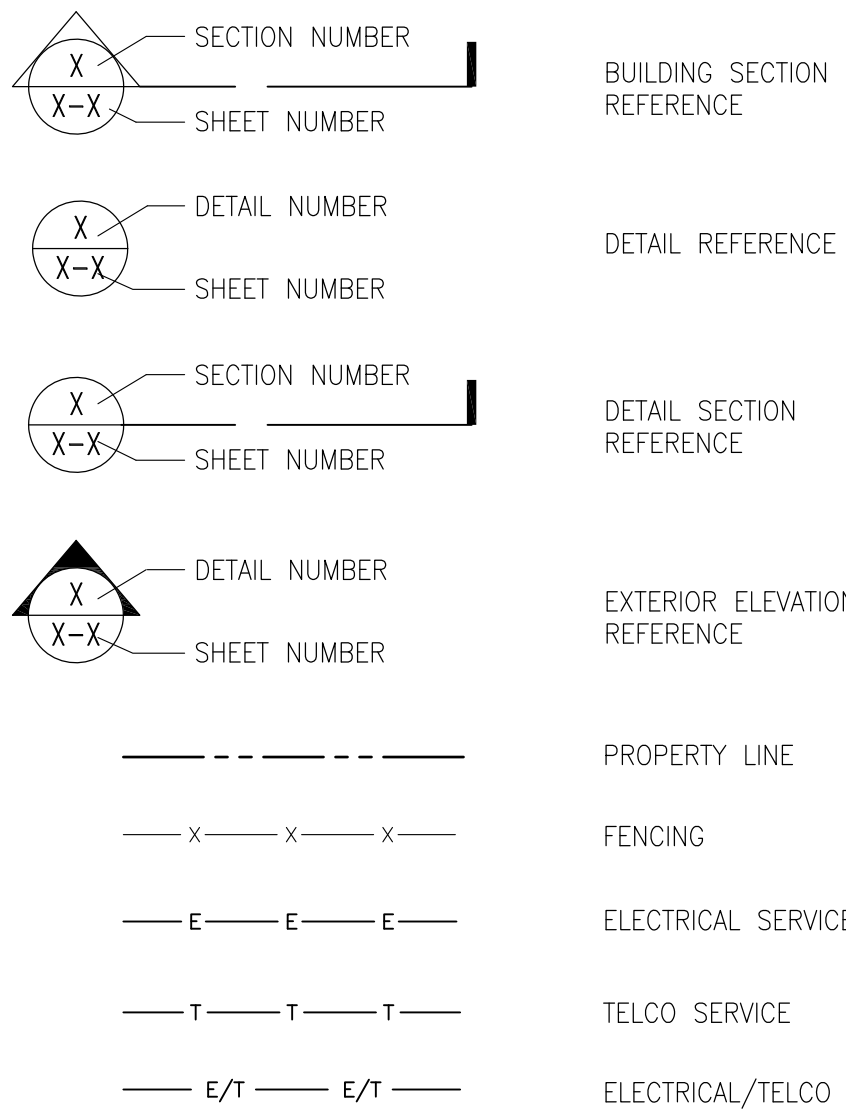 SECTION NUMBER
X
X-X
SHEET NUMBER
BUILDING SECTION
REFERENCE
DETAIL NUMBER
X
X-X
SHEET NUMBER
DETAIL REFERENCE
SECTION NUMBER
X
X-X
SHEET NUMBER
DETAIL SECTION
REFERENCE
DETAIL NUMBER
X
X-X
SHEET NUMBER
EXTERIOR ELEVATION
REFERENCE
PROPERTY LINE
X X X
FENCING
E E E
ELECTRICAL SERVICE
T T T
TELCO SERVICE
E/T E/T
ELECTRICAL/TELCO